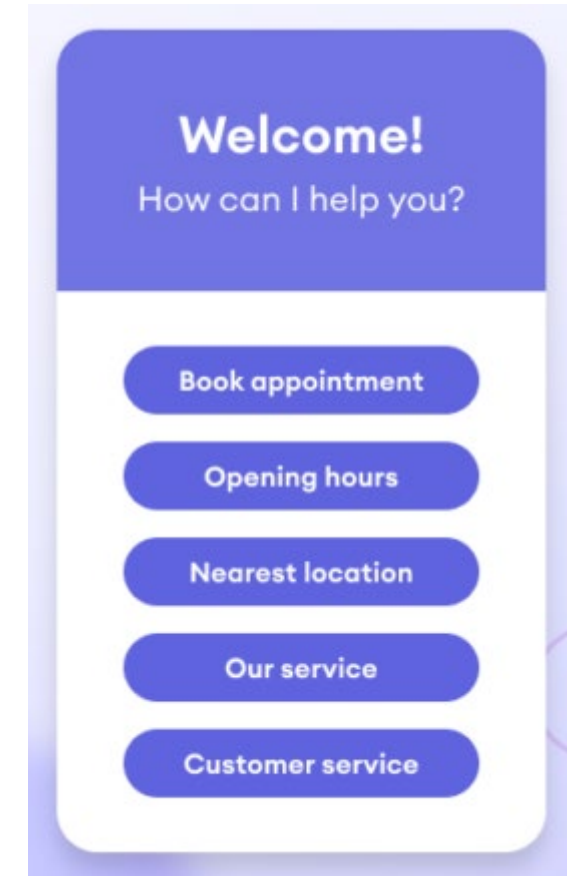 Welcome!
How can I help you?
Book appointment
Opening hours
Nearest location
Our service
Customer service